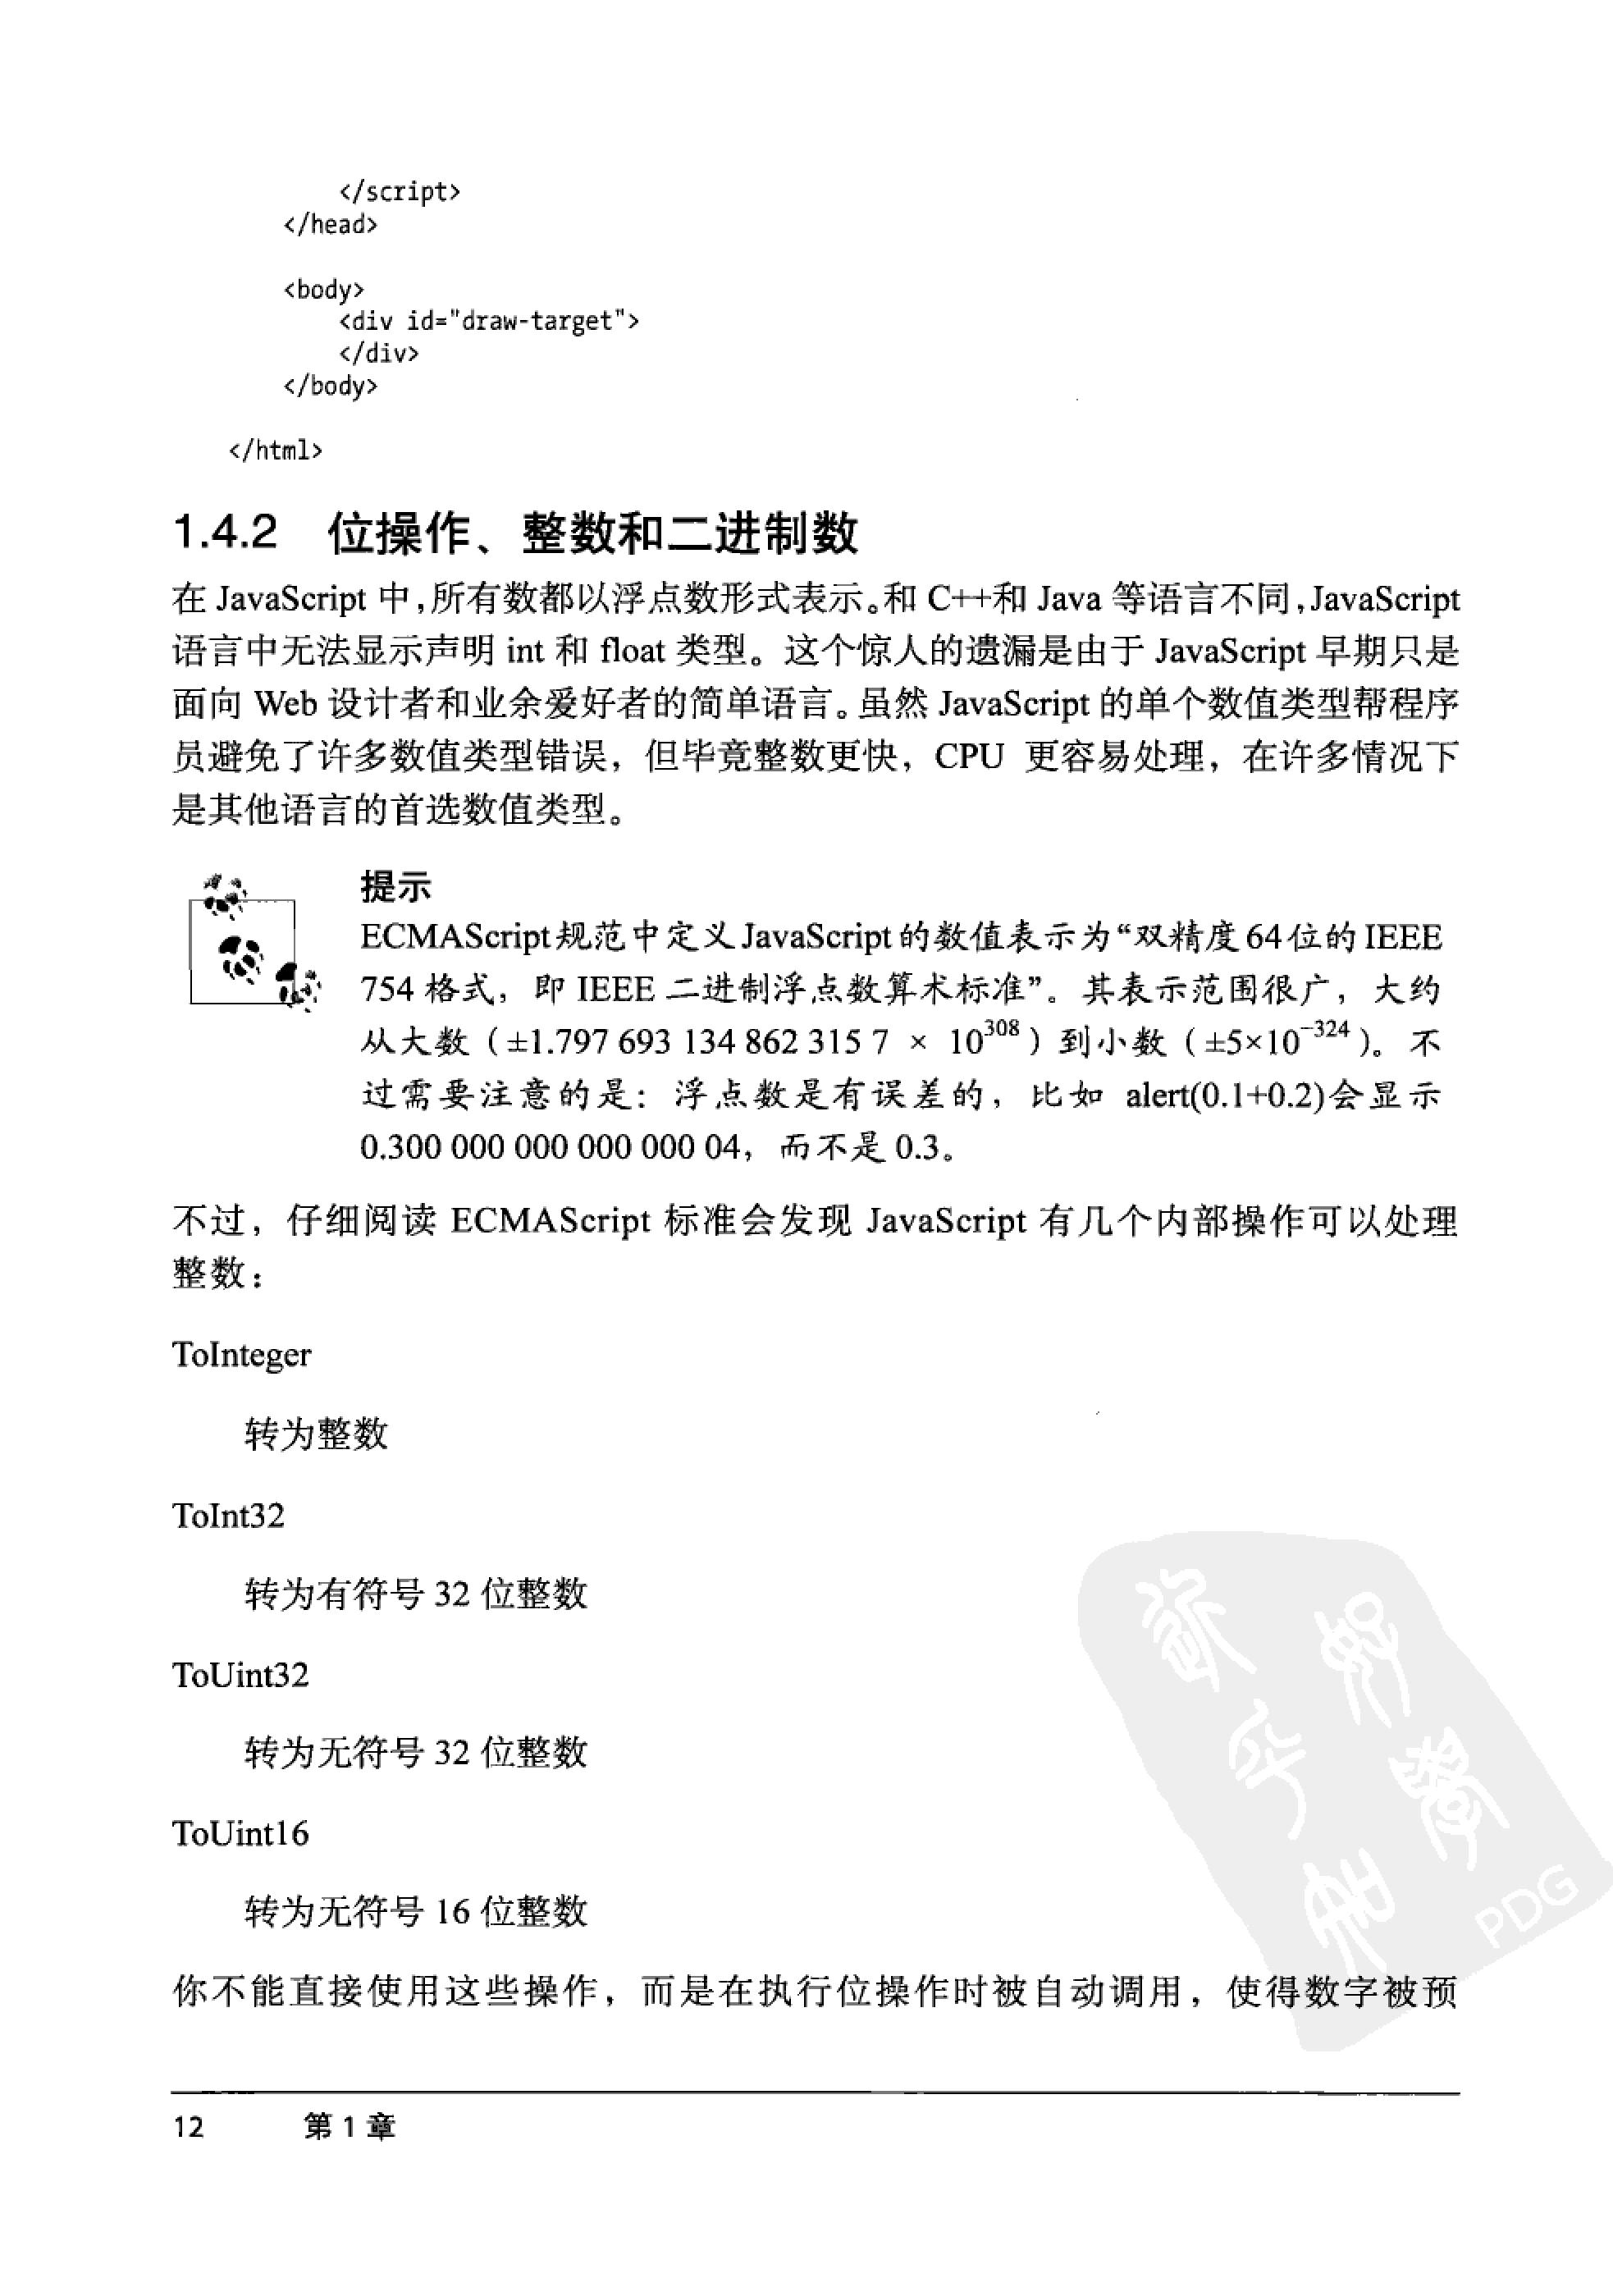 </script>
</head>
<body>
<div id="draw-target">
</div>
</body>
</html>
1.4.2 位操作、整数和二进制数
在 JavaScript 中,所有数都以浮点数形式表示。和 C++和 Java 等语言不同,JavaScript
语言中无法显示声明 int 和 float 类型。这个惊人的遗漏是由于 JavaScript 早期只是
面向 Web 设计者和业余爱好者的简单语言。虽然 JavaScript 的单个数值类型帮程序
员避免了许多数值类型错误，但毕竟整数更快，CPU 更容易处理，在许多情况下
是其他语言的首选数值类型。
提示
ECMAScript规范中定义JavaScript的数值表示为“双精度64位的IEEE
754 格式，即 IEEE 二进制浮点数算术标准”。其表示范围很广，大约
从大数（±1.797 693 134 862 315 7 × 10^308）到小数（±5×10^−324）。不
过需要注意的是：浮点数是有误差的，比如 alert(0.1+0.2)会显示
0.300 000 000 000 000 04，而不是 0.3。
不过，仔细阅读 ECMAScript 标准会发现 JavaScript 有几个内部操作可以处理
整数：
ToInteger
转为整数
ToInt32
转为有符号 32 位整数
ToUint32
转为无符号 32 位整数
ToUint16
转为无符号 16 位整数
PDG
你不能直接使用这些操作，而是在执行位操作时被自动调用，使得数字被预
12 第 1 章